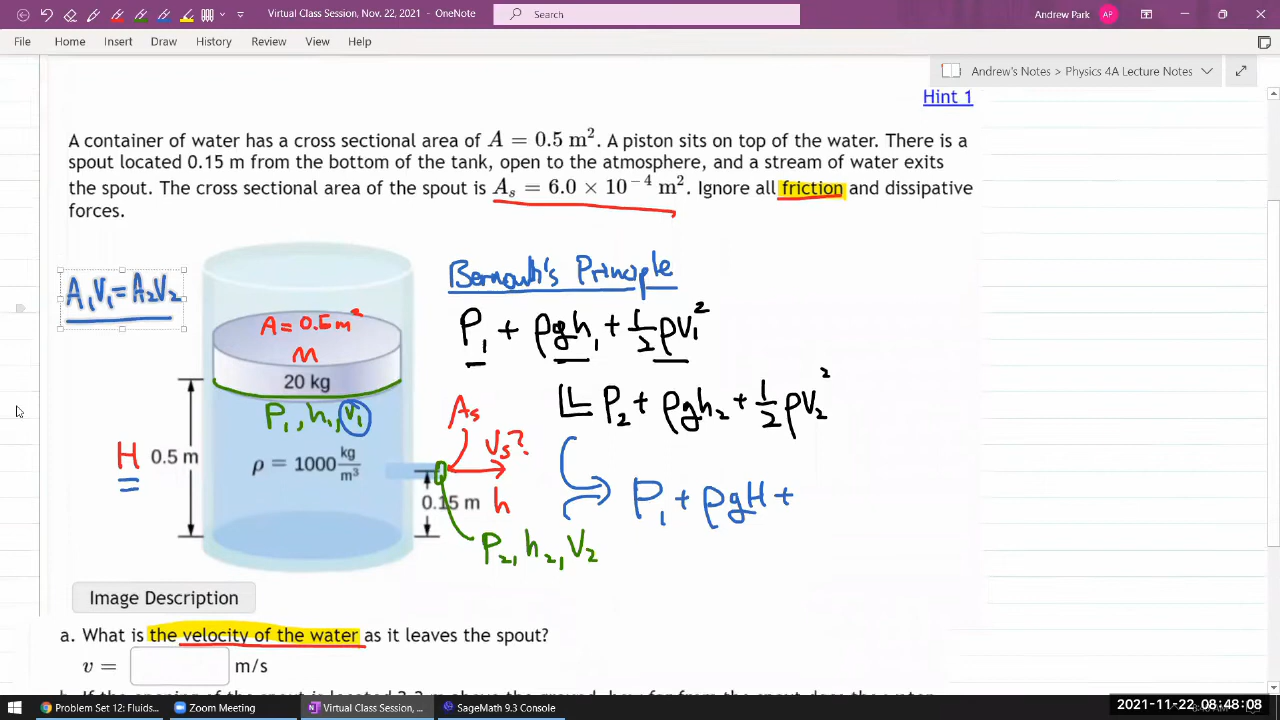 Virtual Class Session, Nov. 22, 2021 - OneNote
Search
Andrew Park
AP
File Home Insert Draw History Review View Help
Andrew's Notes > Physics 4A Lecture Notes
Hint 1
A container of water has a cross sectional area of A = 0.5 m². A piston sits on top of the water. There is a
spout located 0.15 m from the bottom of the tank, open to the atmosphere, and a stream of water exits
the spout. The cross sectional area of the spout is Aₛ = 6.0 × 10⁻⁴ m². Ignore all friction and dissipative
forces.
A₁V₁=A₂V₂
Bernoulli's Principle
A = 0.5 m²
M
20 kg
P₁ + ρgh₁ + 1/2 ρV₁²
P₁, h₁, V₁
= P₂ + ρgh₂ + 1/2 ρV₂²
As
Vs?
H
0.5 m
ρ = 1000 kg/m³
0.15 m
h
P₁ + ρgH +
P₂, h₂, V₂
Image Description
a. What is the velocity of the water as it leaves the spout?
v = m/s
Problem Set 12: Fluids...
Zoom Meeting
Virtual Class Session,...
SageMath 9.3 Console
2021-11-22 08:48:08